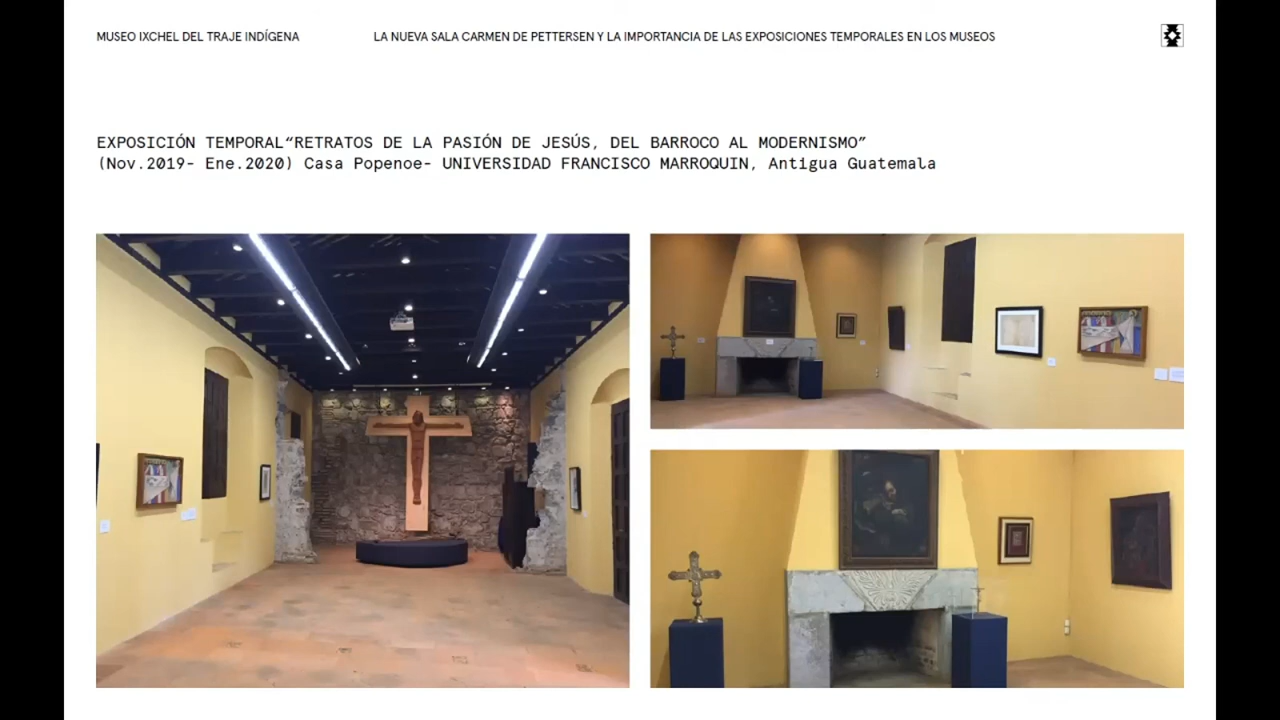 MUSEO IXCHEL DEL TRAJE INDÍGENA
LA NUEVA SALA CARMEN DE PETTERSEN Y LA IMPORTANCIA DE LAS EXPOSICIONES TEMPORALES EN LOS MUSEOS
EXPOSICIÓN TEMPORAL“RETRATOS DE LA PASIÓN DE JESÚS, DEL BARROCO AL MODERNISMO”
(Nov.2019- Ene.2020) Casa Popenoe- UNIVERSIDAD FRANCISCO MARROQUIN, Antigua Guatemala